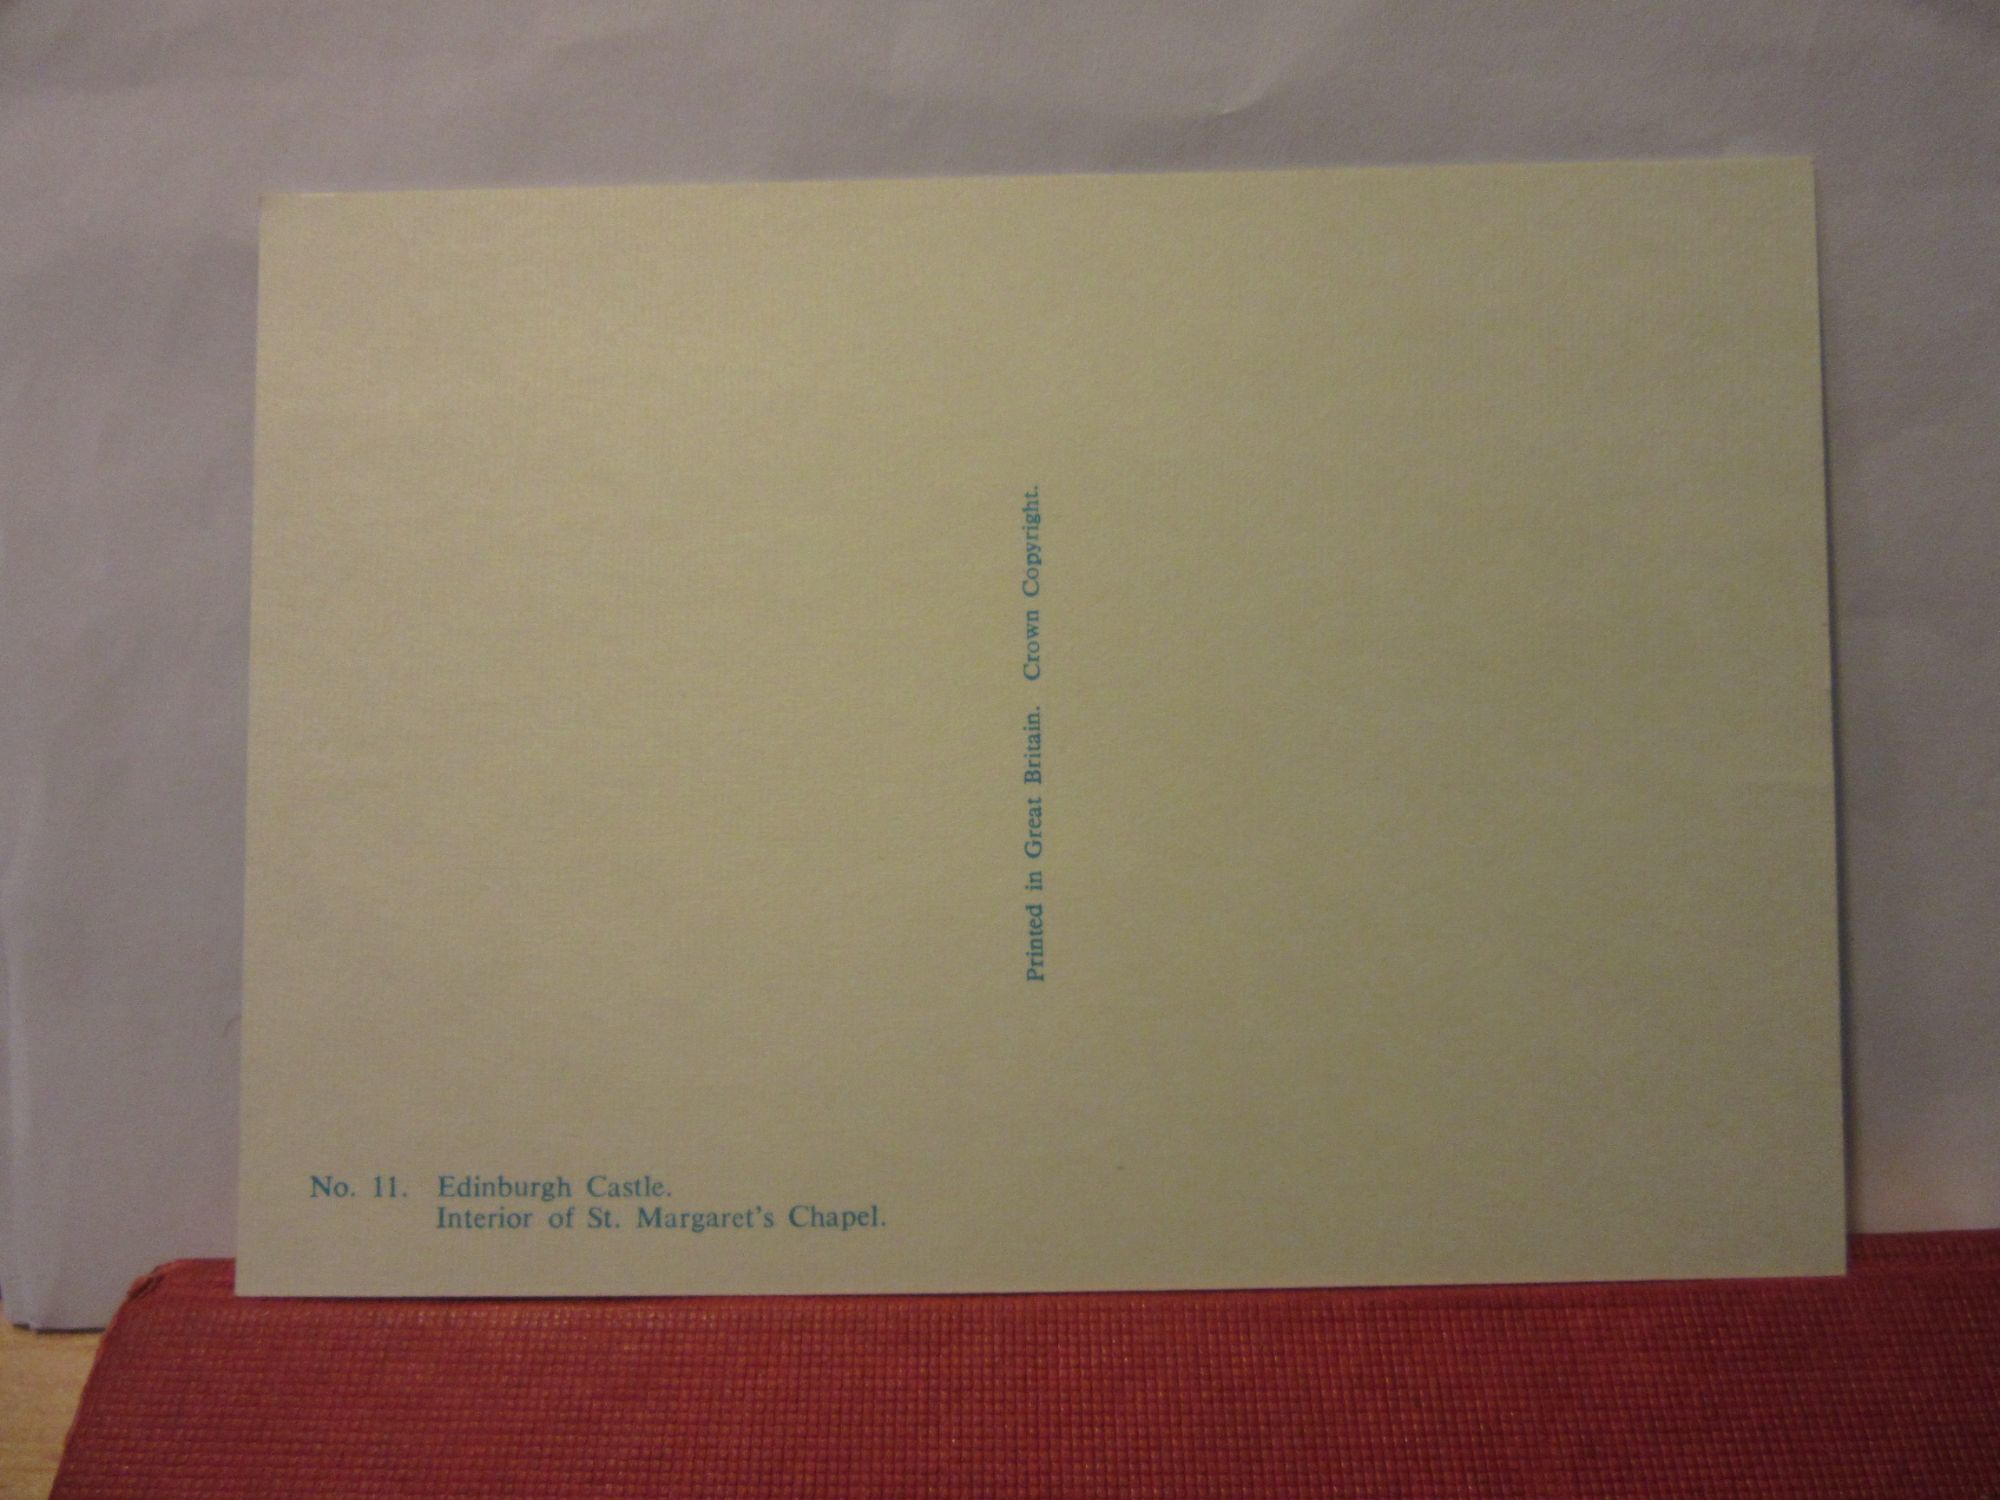 Printed in Great Britain. Crown Copyright.
No. 11. Edinburgh Castle.
Interior of St. Margaret's Chapel.